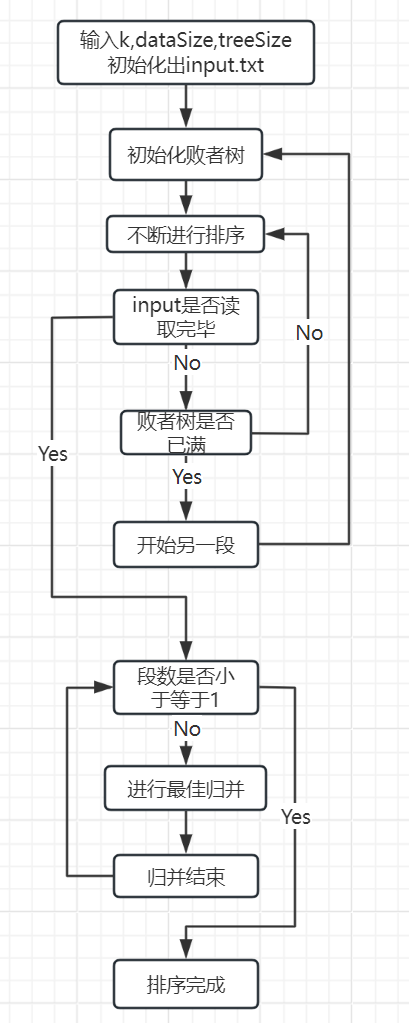 输入k,dataSize,treeSize
初始化出input.txt
初始化败者树
不断进行排序
input是否读
取完毕
No
No
败者树是否
已满
Yes
Yes
开始另一段
段数是否小
于等于1
No
进行最佳归并
Yes
归并结束
排序完成